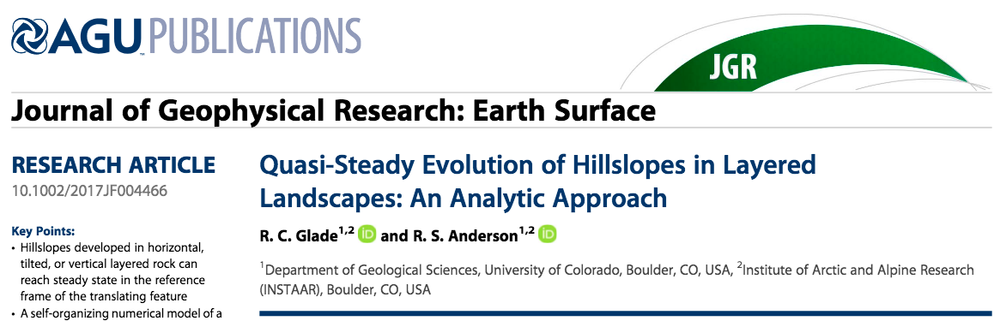 AGU PUBLICATIONS™
JGR
Journal of Geophysical Research: Earth Surface
RESEARCH ARTICLE
10.1002/2017JF004466
Key Points:
• Hillslopes developed in horizontal,
tilted, or vertical layered rock can
reach steady state in the reference
frame of the translating feature
• A self-organizing numerical model of a
Quasi-Steady Evolution of Hillslopes in Layered
Landscapes: An Analytic Approach
R. C. Glade1,2 iD and R. S. Anderson1,2 iD
1Department of Geological Sciences, University of Colorado, Boulder, CO, USA, 2Institute of Arctic and Alpine Research
(INSTAAR), Boulder, CO, USA